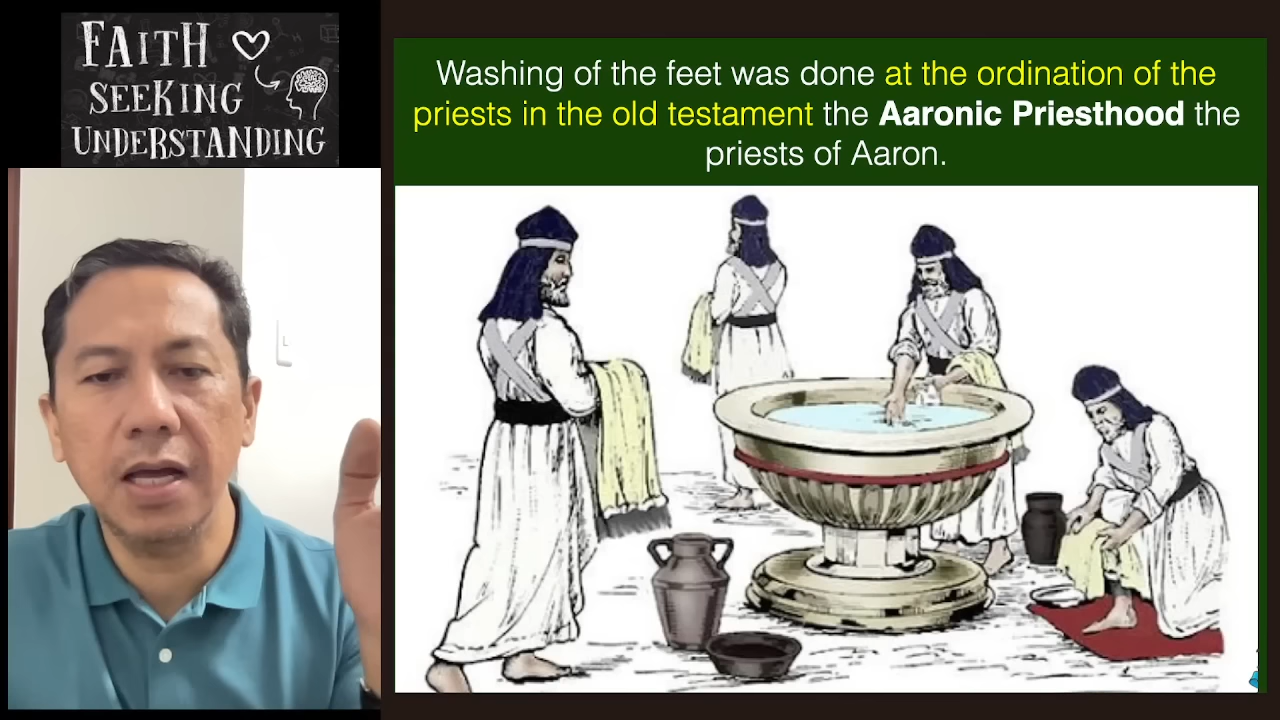 FAITH
SEEKING
UNDERSTANDING
Washing of the feet was done at the ordination of the
priests in the old testament the Aaronic Priesthood the
priests of Aaron.